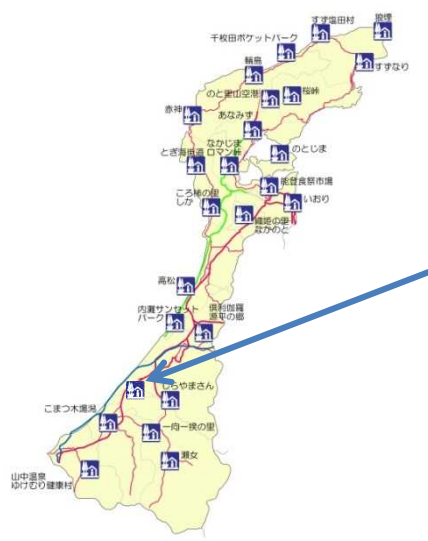 狼煙
すず塩田村
千枚田ポケットパーク
すずなり
輪島
のと里山空港
桜峠
赤神
あなみず
なかじま
ロマン峠
のとじま
とぎ海街道
能登食祭市場
ころ柿の里
しか
いおり
織姫の里
なかのと
高松
内灘サンセット
パーク
倶利伽羅
源平の郷
しらやまさん
こまつ木場潟
一向一揆の里
瀬女
山中温泉
ゆけむり健康村